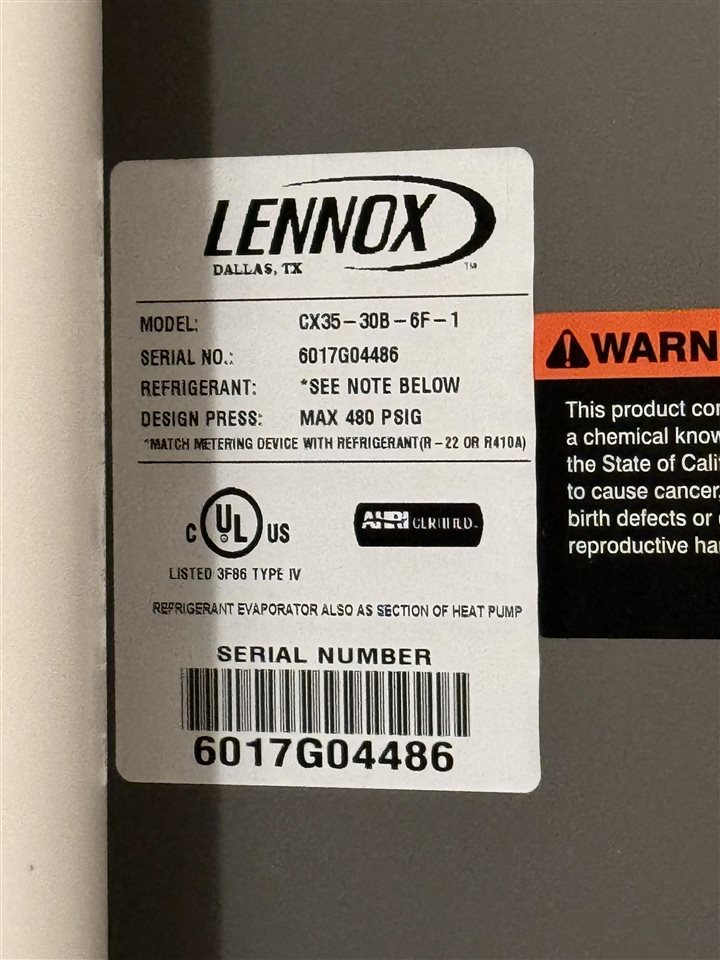 LENNOX
DALLAS, TX
™
MODEL: CX35-30B-6F-1
SERIAL NO.: 6017G04486
REFRIGERANT: *SEE NOTE BELOW
DESIGN PRESS: MAX 480 PSIG
*MATCH METERING DEVICE WITH REFRIGERANT(R-22 OR R410A)
C UL US
AHRI CERTIFIED
LISTED 3F86 TYPE IV
REFRIGERANT EVAPORATOR ALSO AS SECTION OF HEAT PUMP
SERIAL NUMBER
6017G04486
WARN
This product con
a chemical know
the State of Calif
to cause cancer,
birth defects or
reproductive ha